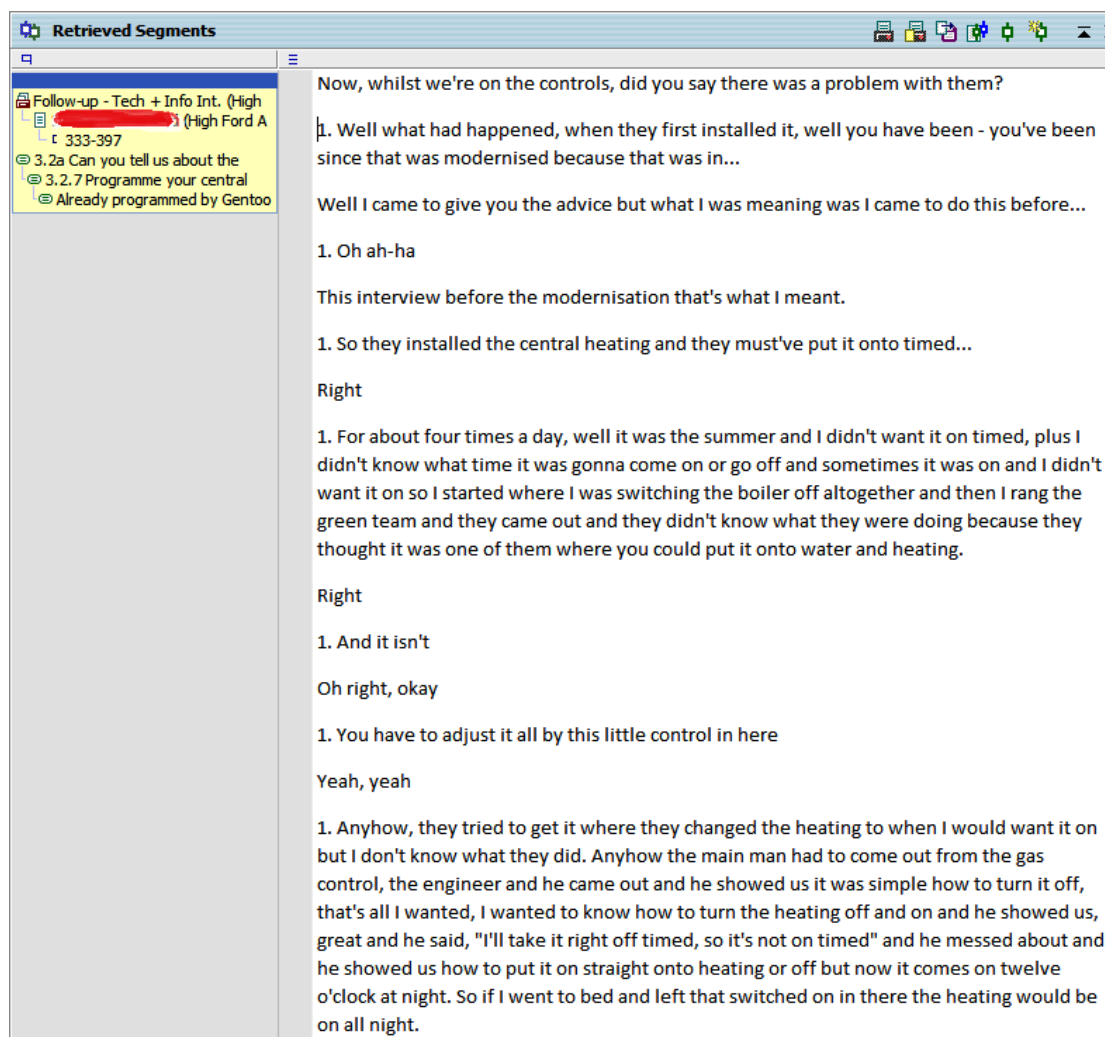 Retrieved Segments
Follow-up - Tech + Info Int. (High
(High Ford A
333-397
3.2a Can you tell us about the
3.2.7 Programme your central
Already programmed by Gentoo
Now, whilst we're on the controls, did you say there was a problem with them?
1. Well what had happened, when they first installed it, well you have been - you've been
since that was modernised because that was in...
Well I came to give you the advice but what I was meaning was I came to do this before...
1. Oh ah-ha
This interview before the modernisation that's what I meant.
1. So they installed the central heating and they must've put it onto timed...
Right
1. For about four times a day, well it was the summer and I didn't want it on timed, plus I
didn't know what time it was gonna come on or go off and sometimes it was on and I didn't
want it on so I started where I was switching the boiler off altogether and then I rang the
green team and they came out and they didn't know what they were doing because they
thought it was one of them where you could put it onto water and heating.
Right
1. And it isn't
Oh right, okay
1. You have to adjust it all by this little control in here
Yeah, yeah
1. Anyhow, they tried to get it where they changed the heating to when I would want it on
but I don't know what they did. Anyhow the main man had to come out from the gas
control, the engineer and he came out and he showed us it was simple how to turn it off,
that's all I wanted, I wanted to know how to turn the heating off and on and he showed us,
great and he said, "I'll take it right off timed, so it's not on timed" and he messed about and
he showed us how to put it on straight onto heating or off but now it comes on twelve
o'clock at night. So if I went to bed and left that switched on in there the heating would be
on all night.